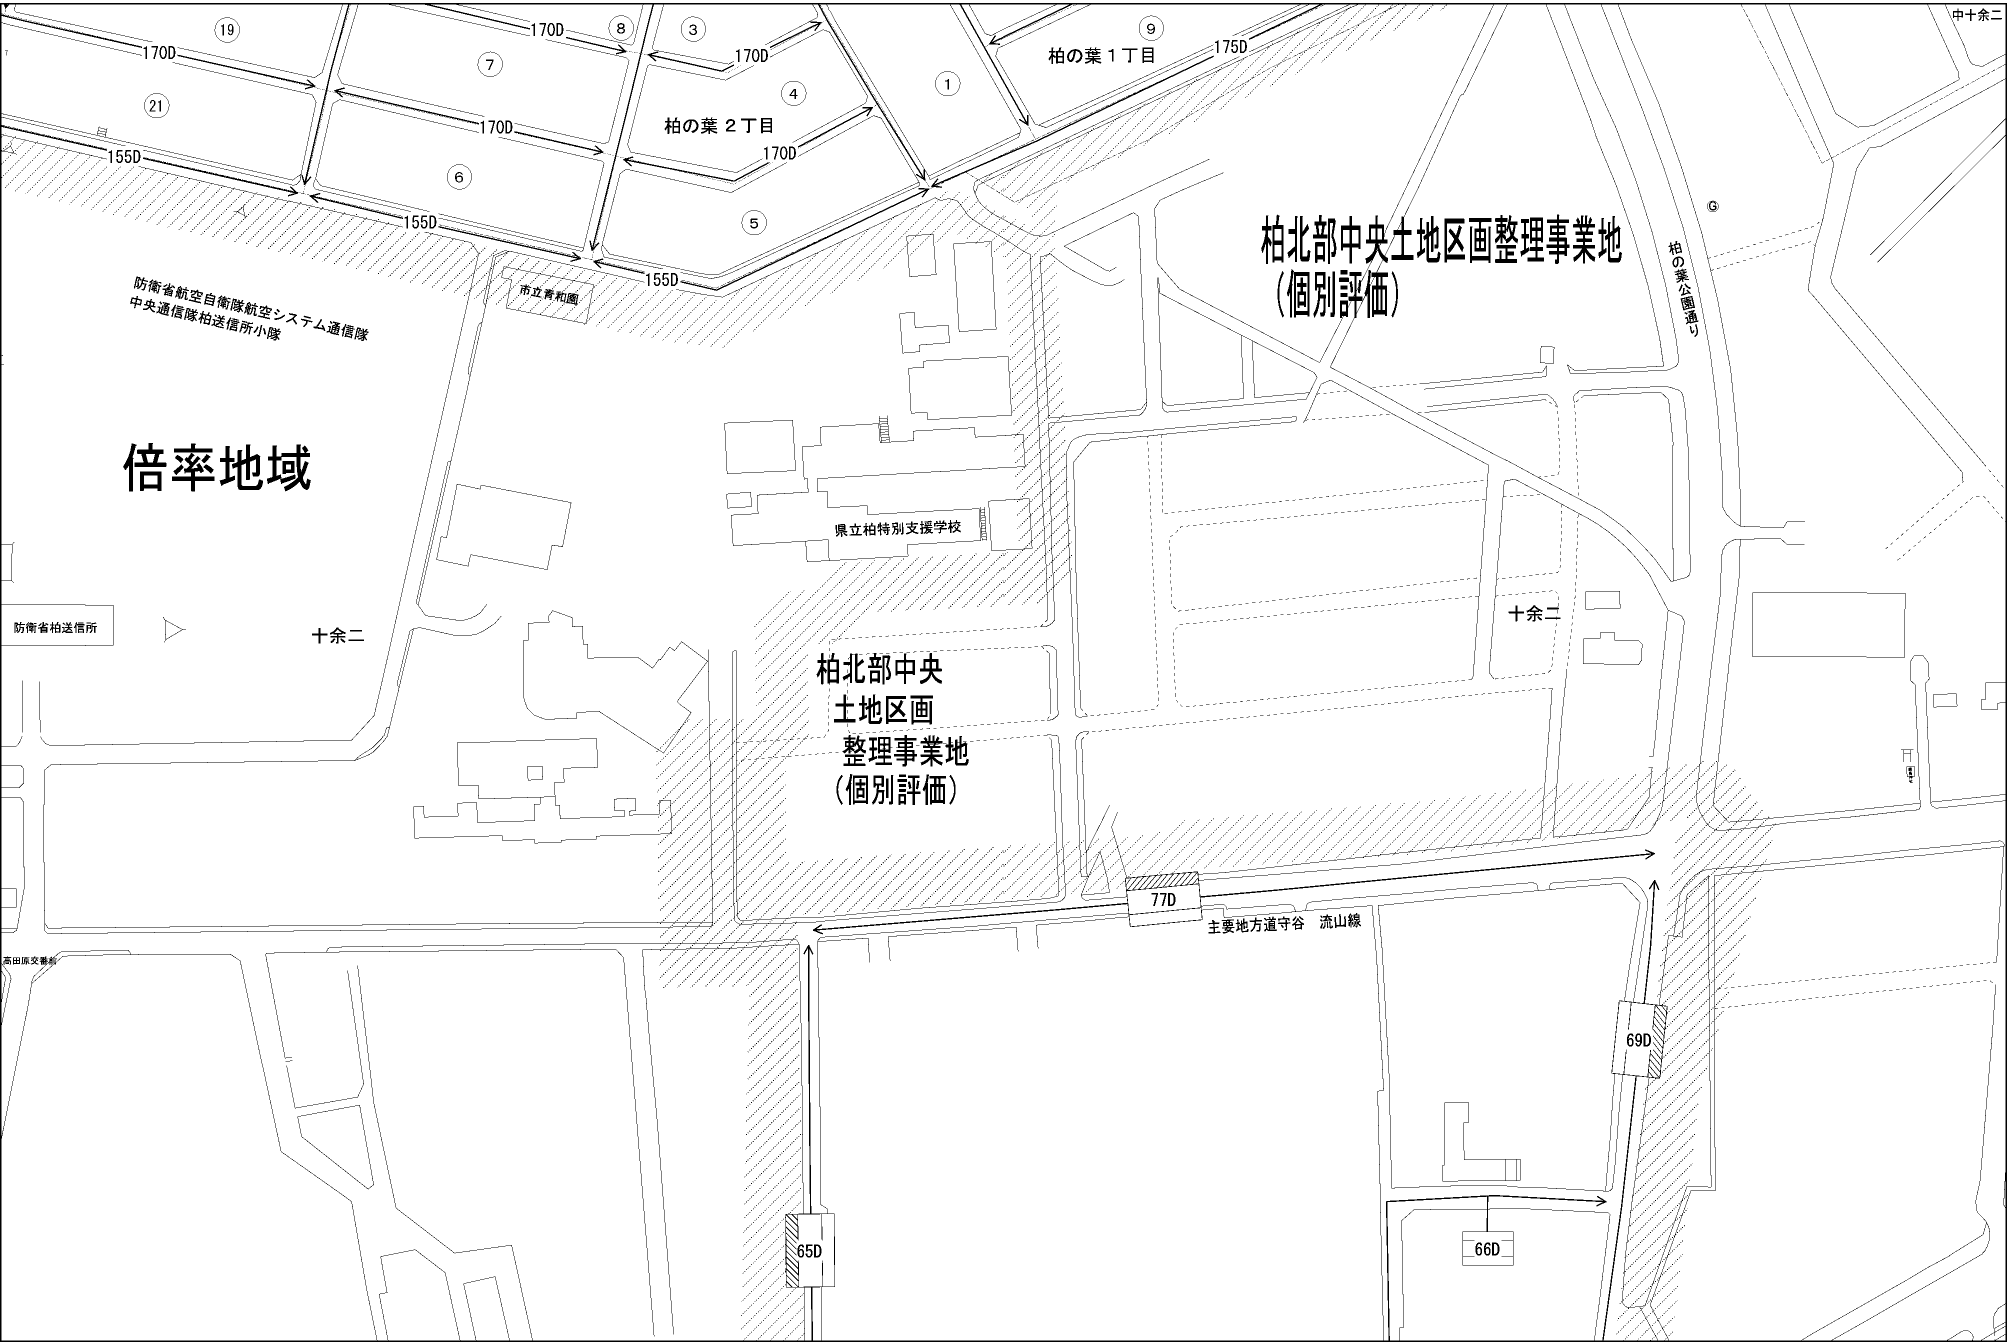 中十余二
19
8
3
9
170D
170D
170D
175D
柏の葉１丁目
7
1
4
21
170D
柏の葉２丁目
155D
170D
6
155D
5
155D
G
柏北部中央土地区画整理事業地
（個別評価）
柏の葉公園通り
市立青和園
防衛省航空自衛隊航空システム通信隊
中央通信隊柏送信所小隊
倍率地域
県立柏特別支援学校
防衛省柏送信所
十余二
十余二
柏北部中央
土地区画
整理事業地
（個別評価）
77D
主要地方道守谷　流山線
高田原交番前
69D
65D
66D